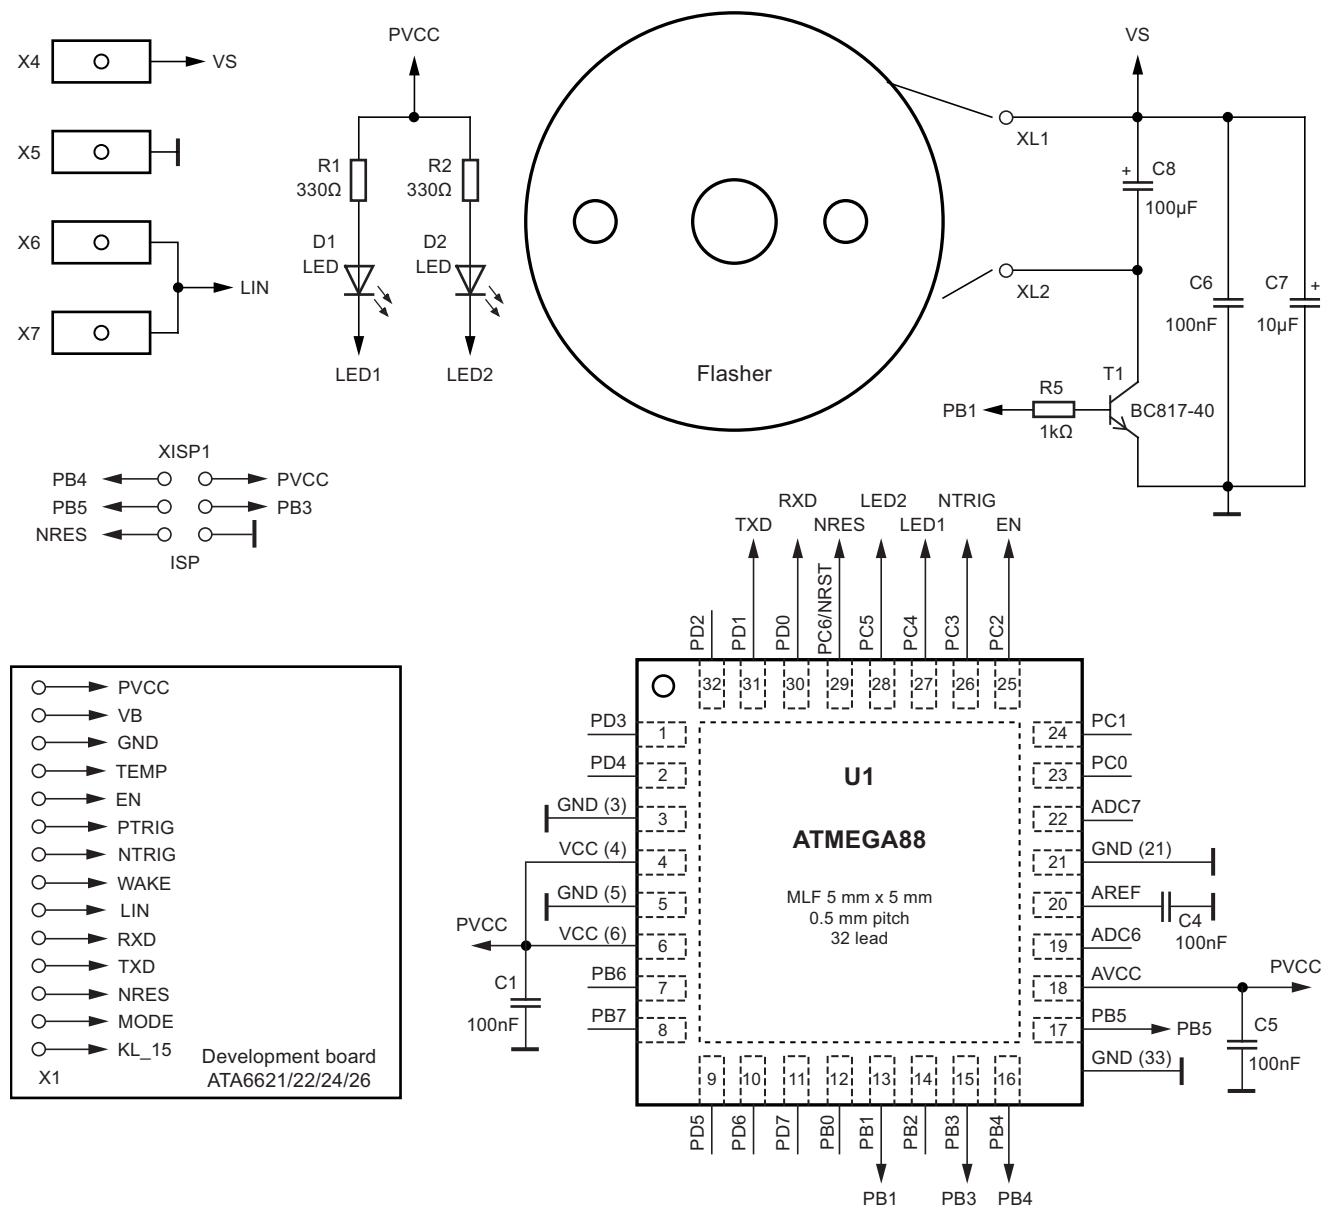 X4
VS
X5
X6
X7
LIN
PVCC
R1
330Ω
R2
330Ω
D1
LED
D2
LED
LED1
LED2
Flasher
XL1
XL2
VS
+
C8
100µF
C6
100nF
C7
+
10µF
T1
BC817-40
R5
1kΩ
PB1
XISP1
PB4
PVCC
PB5
PB3
NRES
ISP
PVCC
VB
GND
TEMP
EN
PTRIG
NTRIG
WAKE
LIN
RXD
TXD
NRES
MODE
KL_15
X1
Development board
ATA6621/22/24/26
RXD
LED2
NTRIG
TXD
NRES
LED1
EN
PD2
PD1
PD0
PC6/NRST
PC5
PC4
PC3
PC2
32
31
30
29
28
27
26
25
PD3
1
PD4
2
GND (3)
3
VCC (4)
4
GND (5)
5
PVCC
VCC (6)
6
PB6
7
PB7
8
C1
100nF
U1
ATMEGA88
MLF 5 mm x 5 mm
0.5 mm pitch
32 lead
24
PC1
23
PC0
22
ADC7
21
GND (21)
20
AREF
C4
100nF
19
ADC6
18
AVCC
PVCC
17
PB5
PB5
C5
100nF
GND (33)
9
10
11
12
13
14
15
16
PD5
PD6
PD7
PB0
PB1
PB2
PB3
PB4
PB1
PB3
PB4